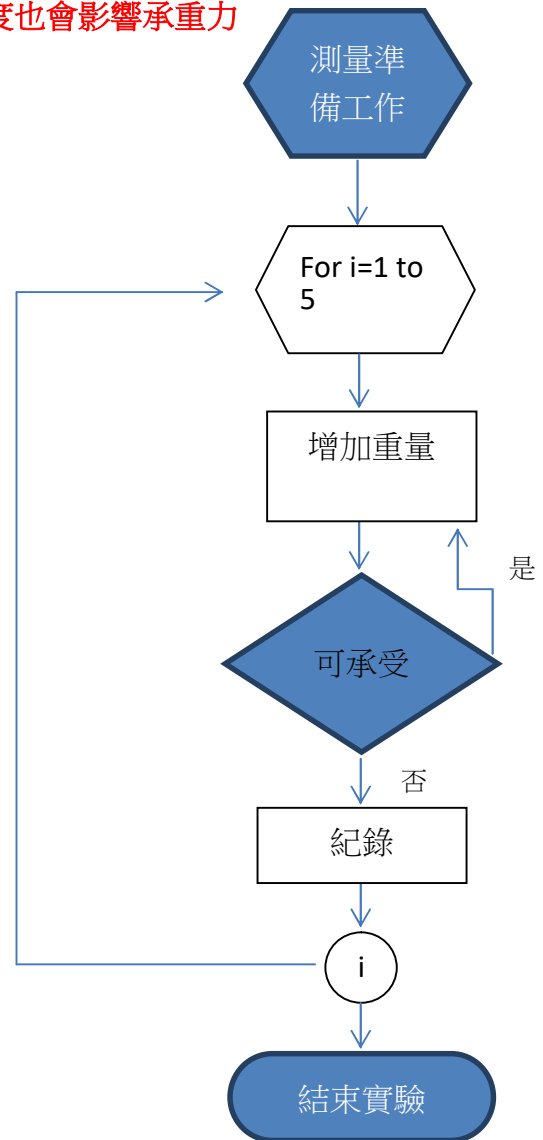 度也會影響承重力
測量準
備工作
For i=1 to
5
增加重量
是
可承受
否
紀錄
i
結束實驗